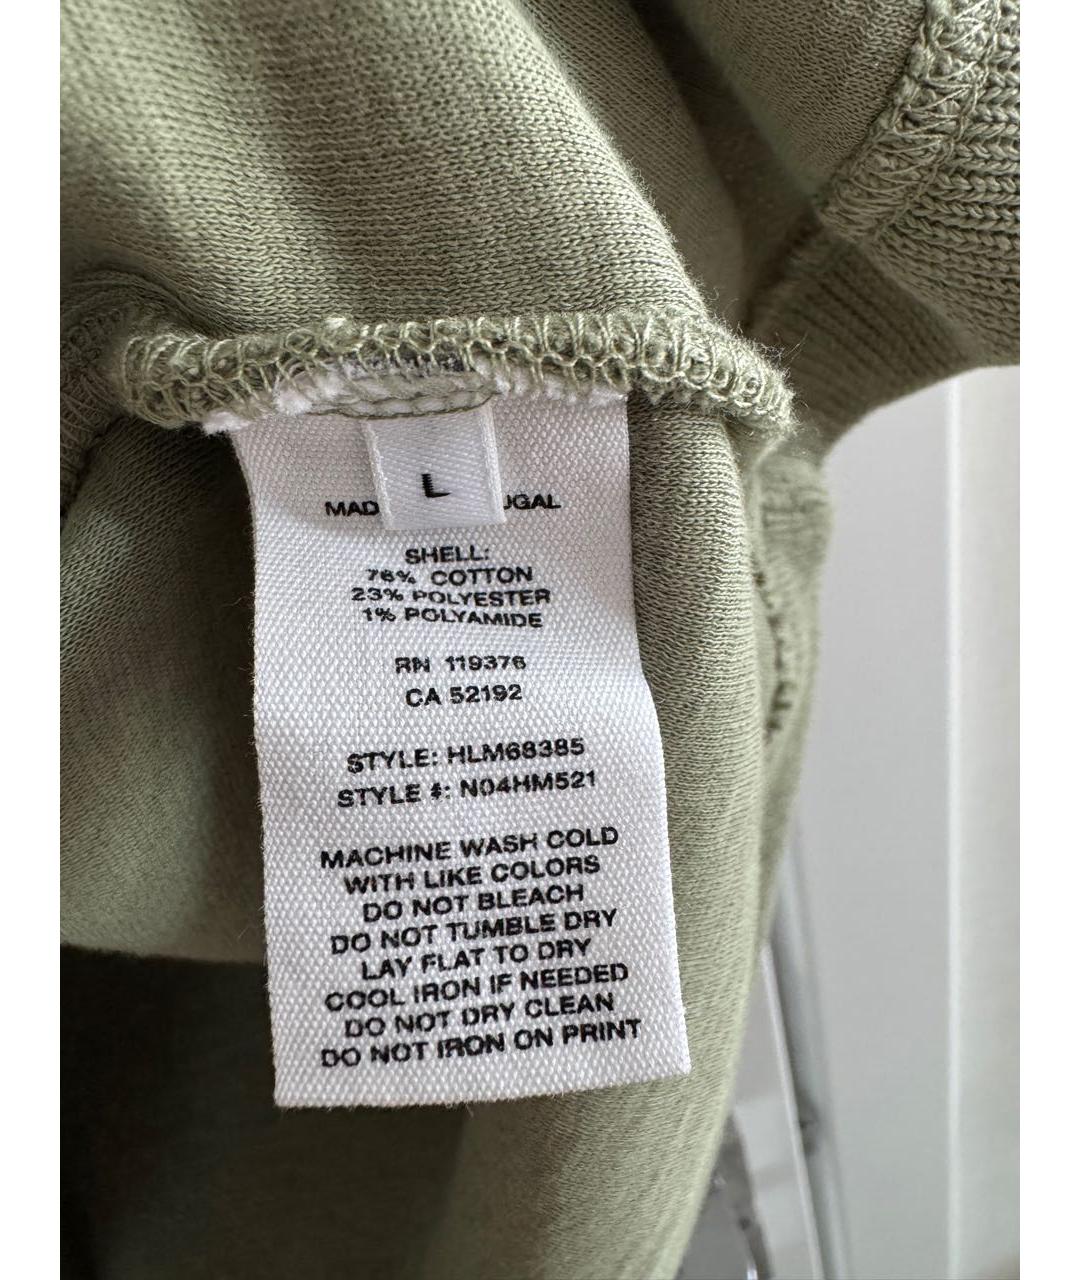 L
MAD UGAL
SHELL:
76% COTTON
23% POLYESTER
1% POLYAMIDE
RN 119376
CA 52192
STYLE: HLM68385
STYLE #: N04HM521
MACHINE WASH COLD
WITH LIKE COLORS
DO NOT BLEACH
DO NOT TUMBLE DRY
LAY FLAT TO DRY
COOL IRON IF NEEDED
DO NOT DRY CLEAN
DO NOT IRON ON PRINT